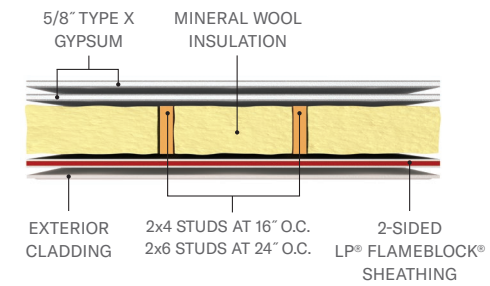 5/8″ TYPE X
GYPSUM
MINERAL WOOL
INSULATION
EXTERIOR
CLADDING
2x4 STUDS AT 16″ O.C.
2x6 STUDS AT 24″ O.C.
2-SIDED
LP® FLAMEBLOCK®
SHEATHING